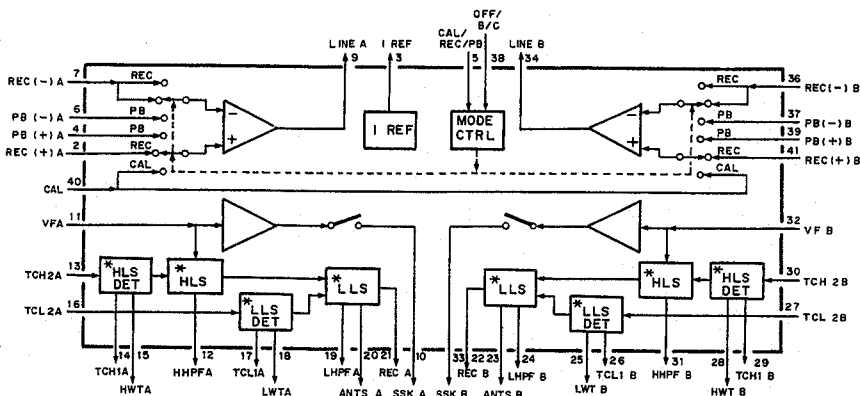 OFF/
B/C
CAL/
REC/PB
LINE A
I REF
LINE B
9
3
5
38
34
7
REC(-)A
REC
6
PB(-)A
PB
4
PB(+)A
PB
2
REC(+)A
REC
CAL
40
CAL
-
+
I REF
MODE
CTRL
-
+
REC
36
REC(-)B
37
PB(-)B
PB
39
PB(+)B
PB
41
REC(+)B
REC
CAL
11
VFA
32
VF B
13
TCH2A
* HLS
DET
* HLS
* LLS
* LLS
* HLS
* HLS
DET
30
TCH 2B
16
TCL2A
* LLS
DET
* LLS
DET
27
TCL 2B
14
15
12
17
18
19
20
21
10
33
22
23
24
25
26
31
28
29
TCH1A
HWTA
HHPFA
TCL1A
LWTA
LHPFA
ANTS A
REC A
SSK A
SSK B
REC B
ANTS B
LHPF B
LWT B
TCL1 B
HHPF B
HWT B
TCH1 B